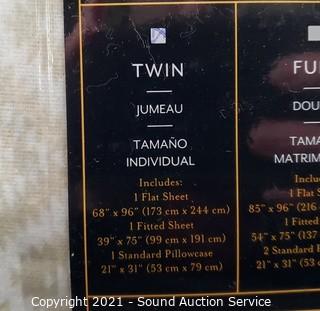 TWIN
JUMEAU
TAMAÑO
INDIVIDUAL
Includes:
1 Flat Sheet
68" x 96" (173 cm x 244 cm)
1 Fitted Sheet
39" x 75" (99 cm x 191 cm)
1 Standard Pillowcase
21" x 31" (53 cm x 79 cm)
FU
DOU
TAMA
MATRIM
Inclu
1 Flat S
85" x 96" (216
1 Fitted
54" x 75" (137
2 Standard
21" x 31" (53
Copyright 2021 - Sound Auction Service